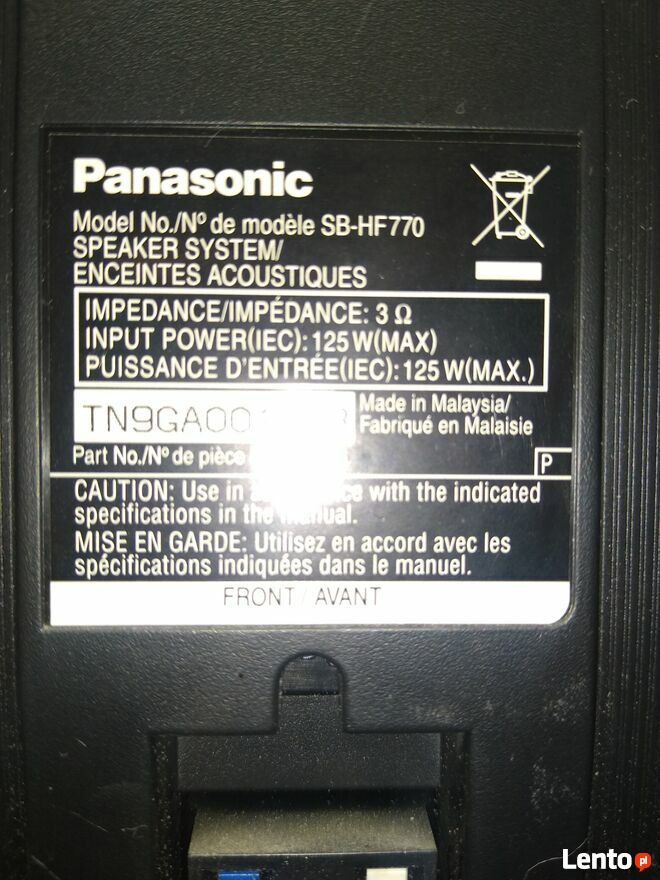 Panasonic
Model No./Nº de modèle SB-HF770
SPEAKER SYSTEM/
ENCEINTES ACOUSTIQUES
IMPEDANCE/IMPÉDANCE: 3 Ω
INPUT POWER(IEC): 125 W(MAX)
PUISSANCE D'ENTRÉE(IEC): 125 W(MAX.)
Made in Malaysia/
Fabriqué en Malaisie
Part No./Nº de pièce
P
CAUTION: Use in with the indicated
specifications in the manual.
MISE EN GARDE: Utilisez en accord avec les
spécifications indiquées dans le manuel.
FRONT/AVANT
Lento.pl